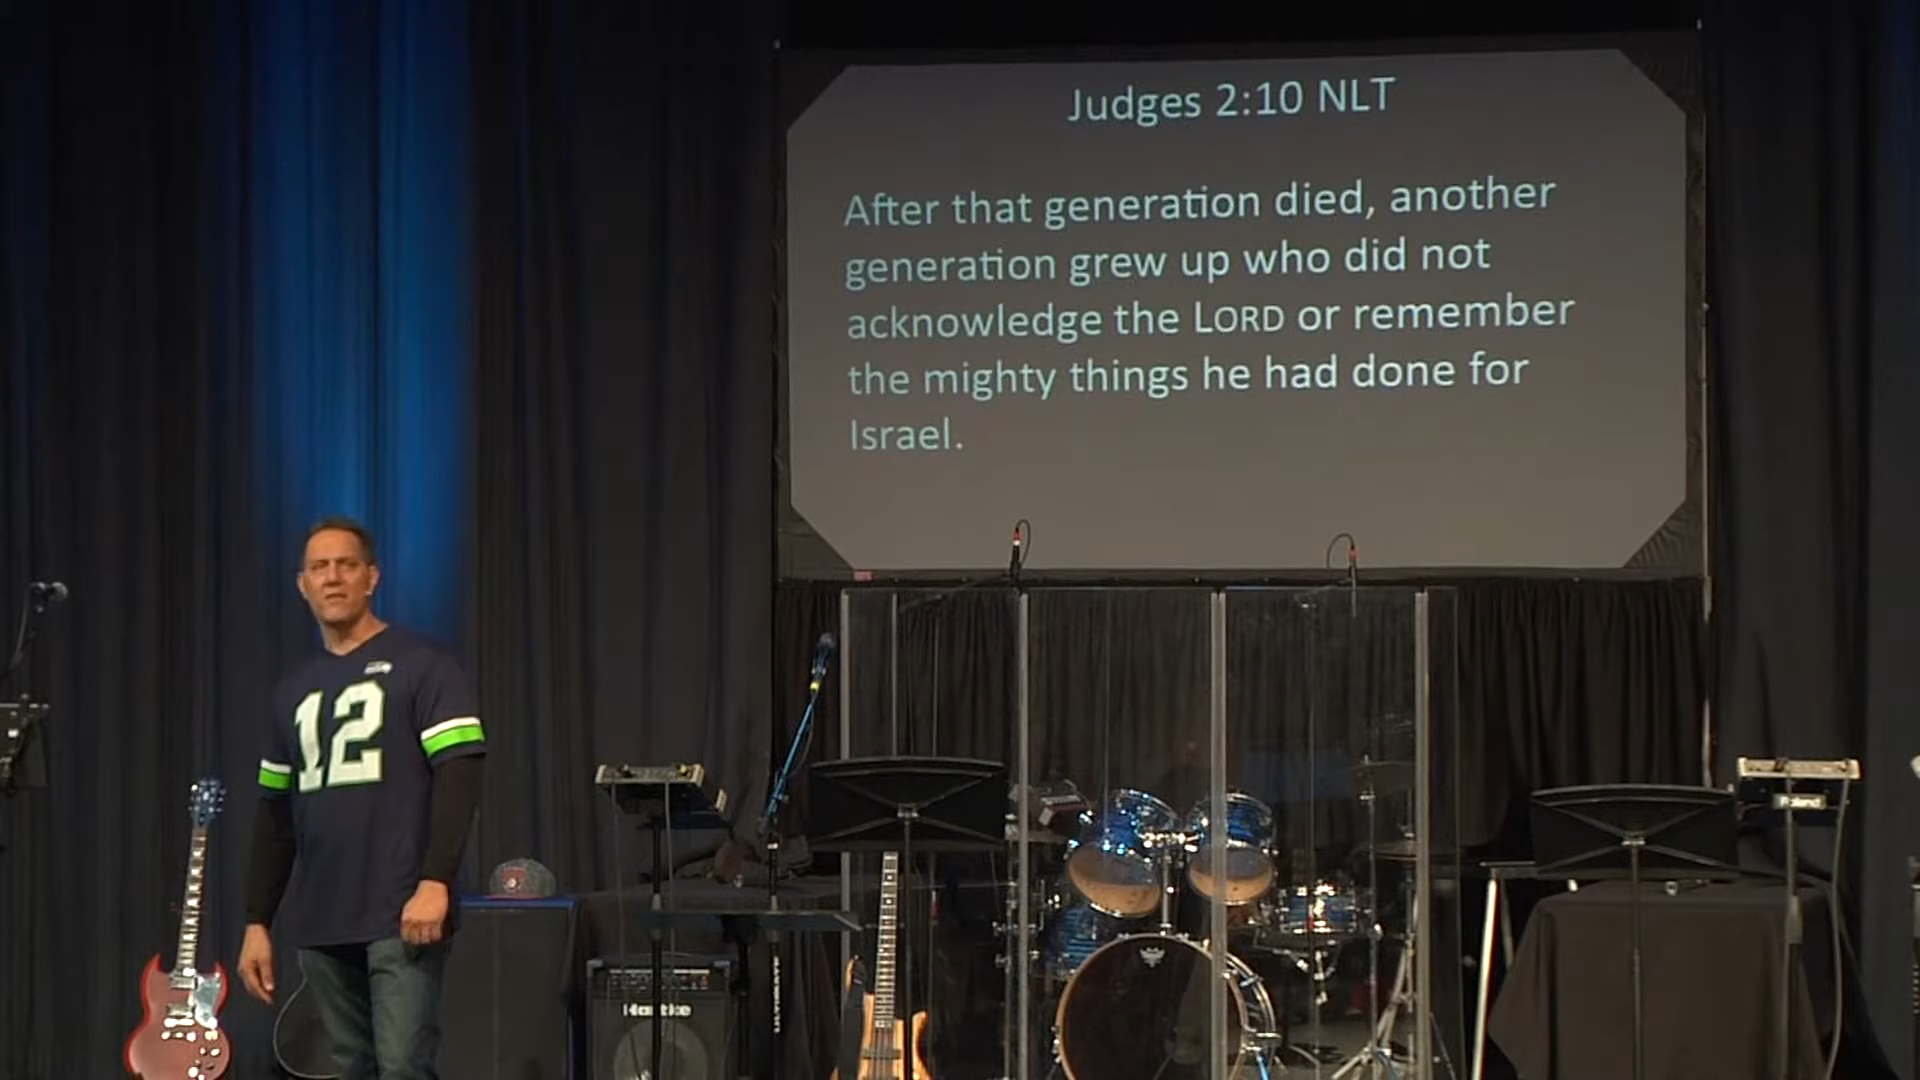 Judges 2:10 NLT
After that generation died, another
generation grew up who did not
acknowledge the LORD or remember
the mighty things he had done for
Israel.
12
Hartke
Roland